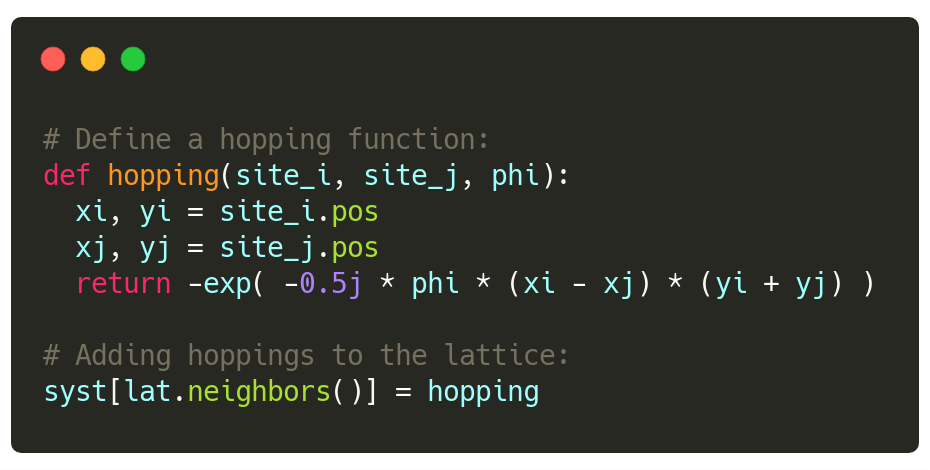 # Define a hopping function:
def hopping(site_i, site_j, phi):
  xi, yi = site_i.pos
  xj, yj = site_j.pos
  return -exp( -0.5j * phi * (xi - xj) * (yi + yj) )
# Adding hoppings to the lattice:
syst[lat.neighbors()] = hopping